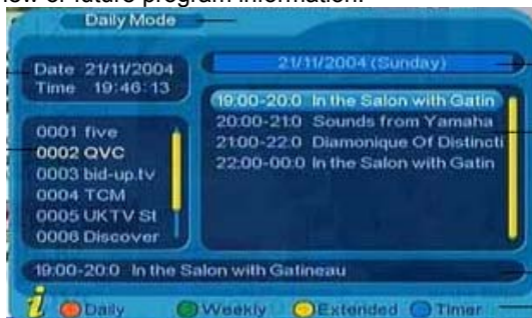 low or future program information.
Daily Mode
Date 21/11/2004
Time 19:46:13
21/11/2004 (Sunday)
0001 five
0002 QVC
0003 bid-up.tv
0004 TCM
0005 UKTV St
0006 Discover
19:00-20:0 In the Salon with Gatin
20:00-21:0 Sounds from Yamaha
21:00-22:0 Diamonique Of Distincti
22:00-00:0 In the Salon with Gatin
19:00-20:0 In the Salon with Gatineau
i Daily Weekly Extended Timer